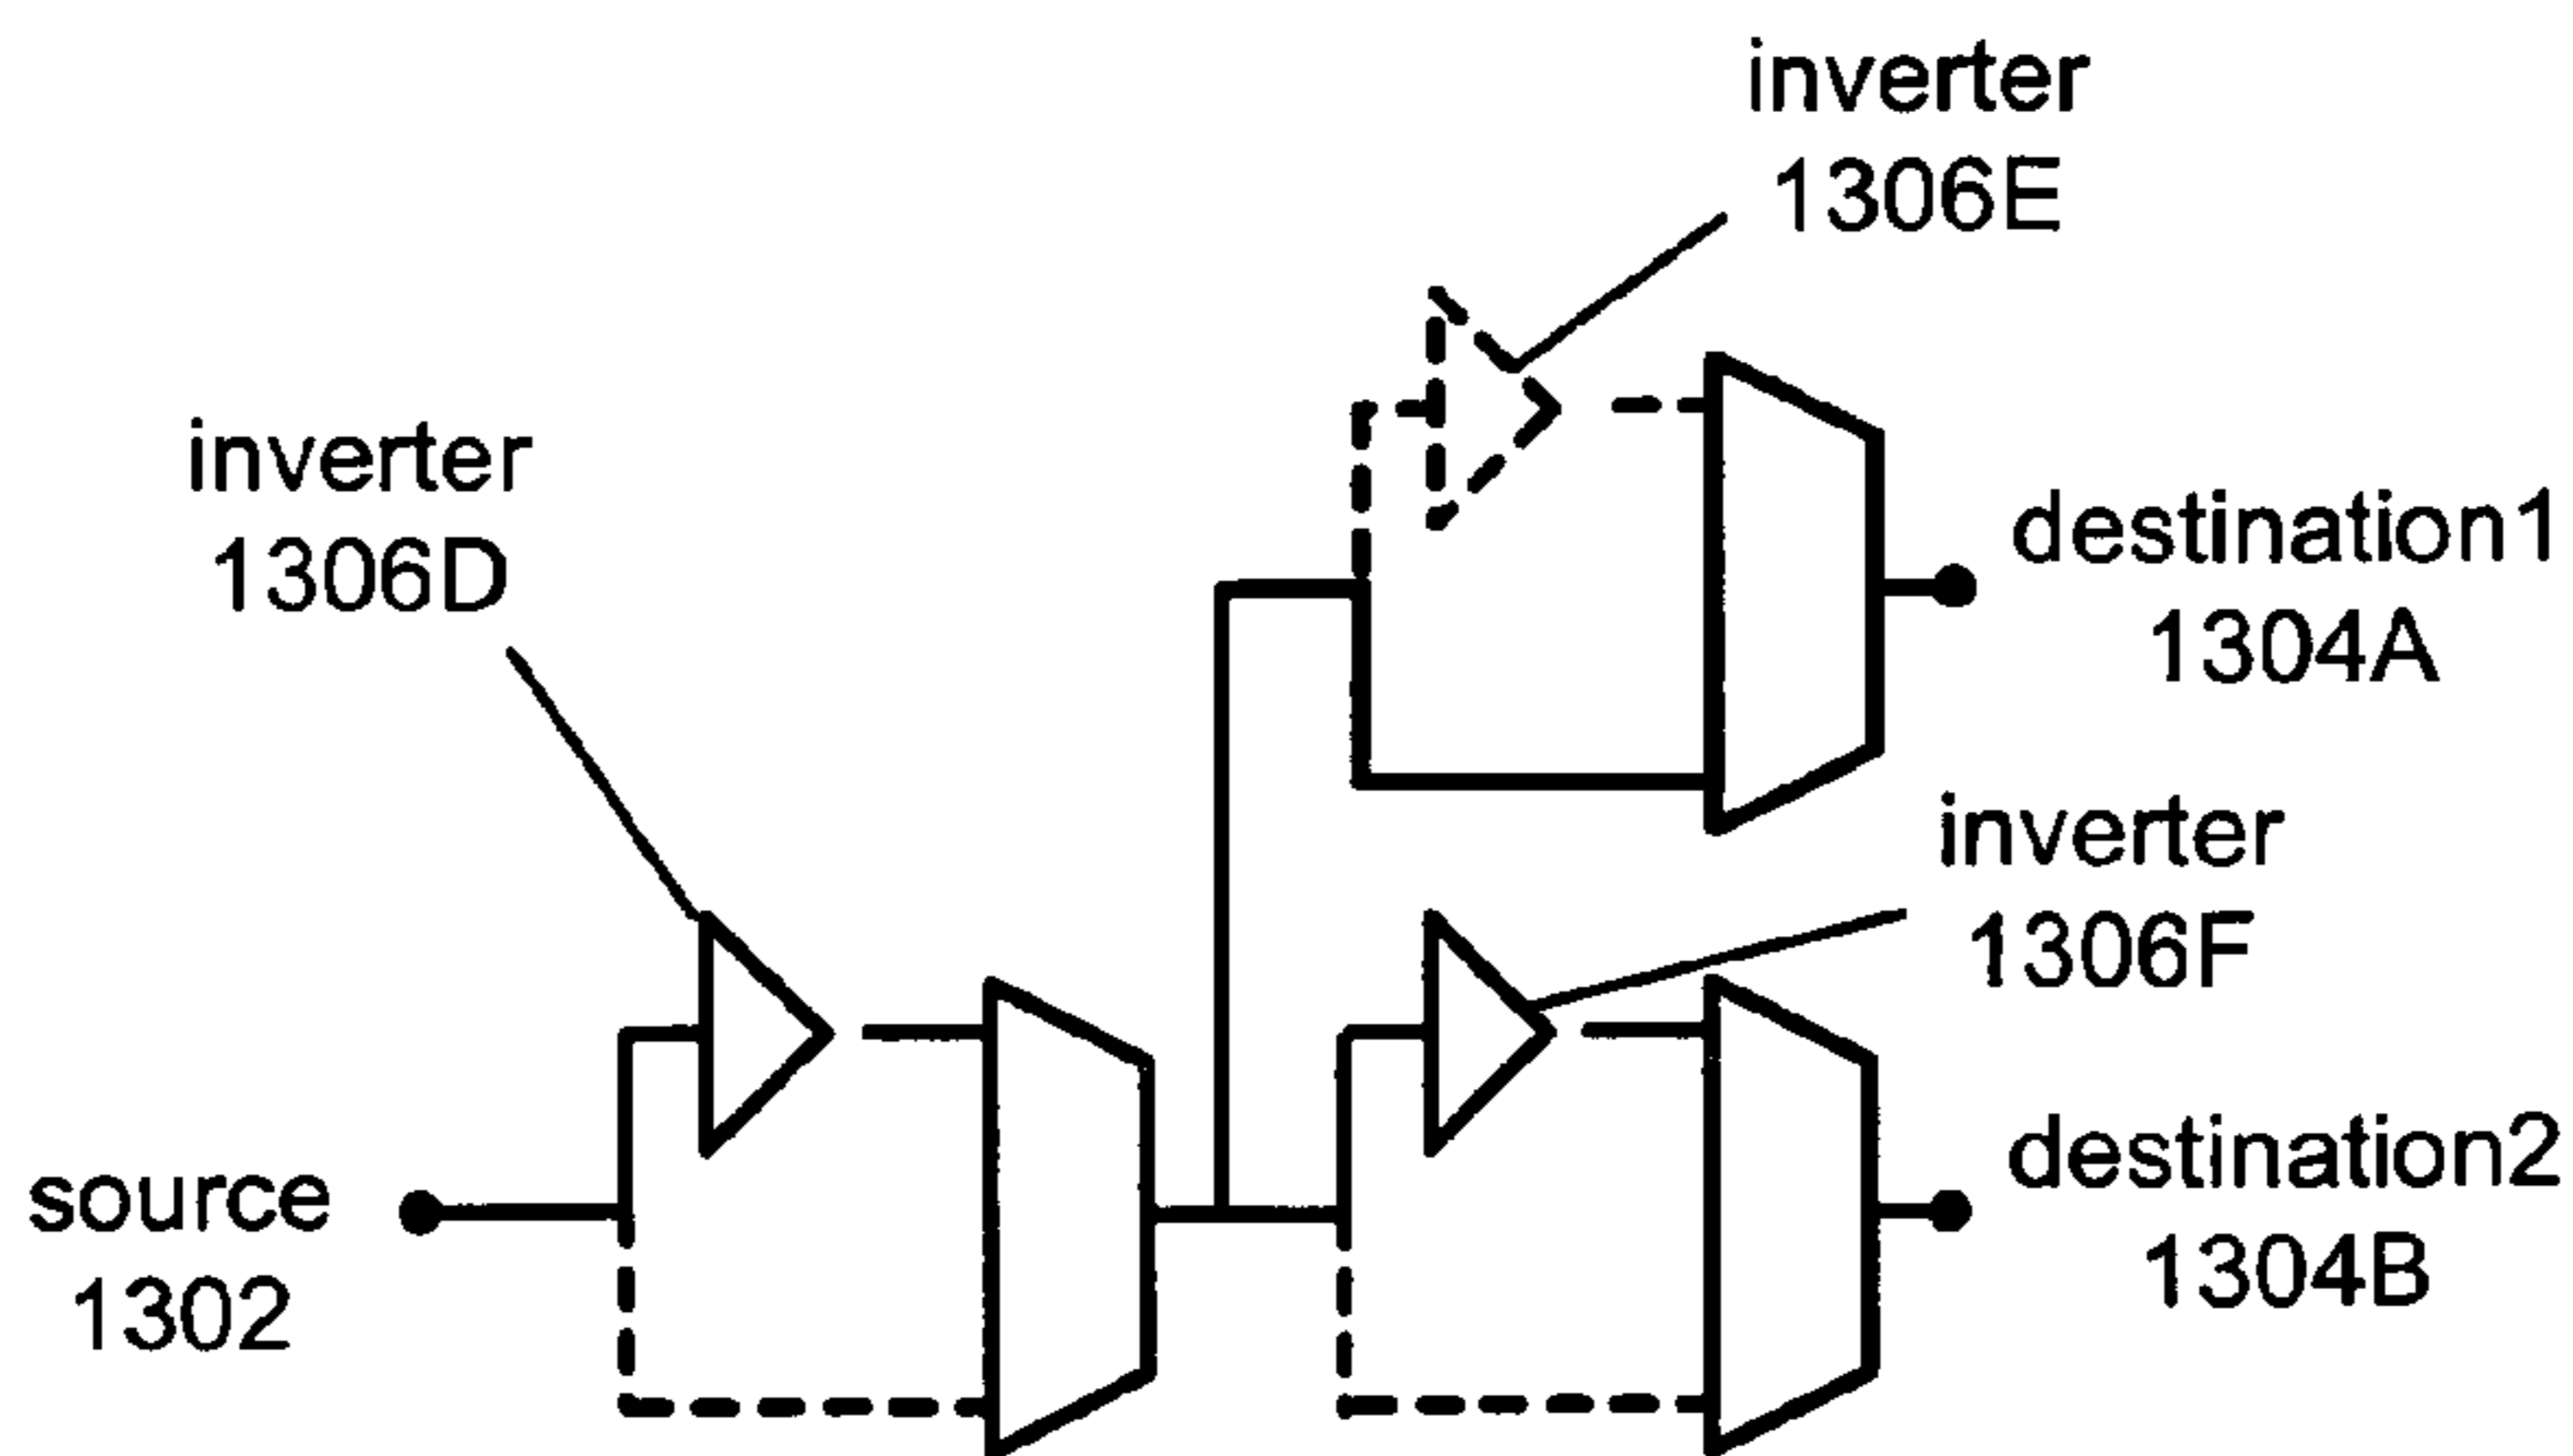 inverter
1306E
inverter
1306D
destination1
1304A
inverter
1306F
source
1302
destination2
1304B